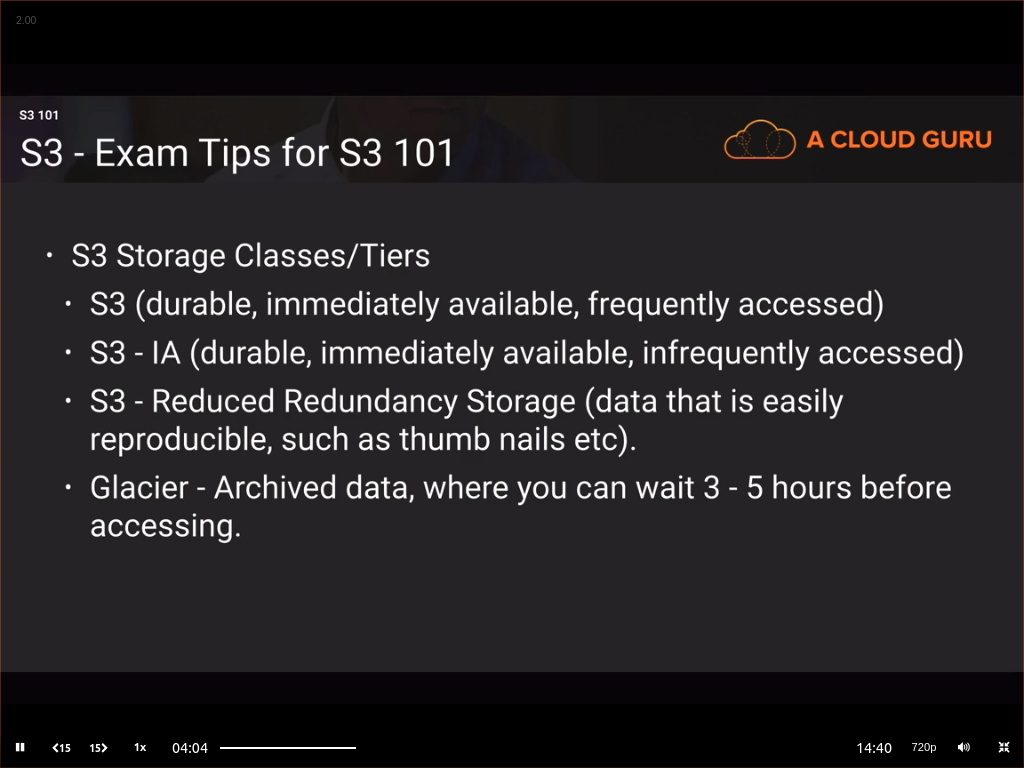 2.00
S3 101
S3 - Exam Tips for S3 101
A CLOUD GURU
• S3 Storage Classes/Tiers
• S3 (durable, immediately available, frequently accessed)
• S3 - IA (durable, immediately available, infrequently accessed)
• S3 - Reduced Redundancy Storage (data that is easily
reproducible, such as thumb nails etc).
• Glacier - Archived data, where you can wait 3 - 5 hours before
accessing.
15 15 1x 04:04 14:40 720p